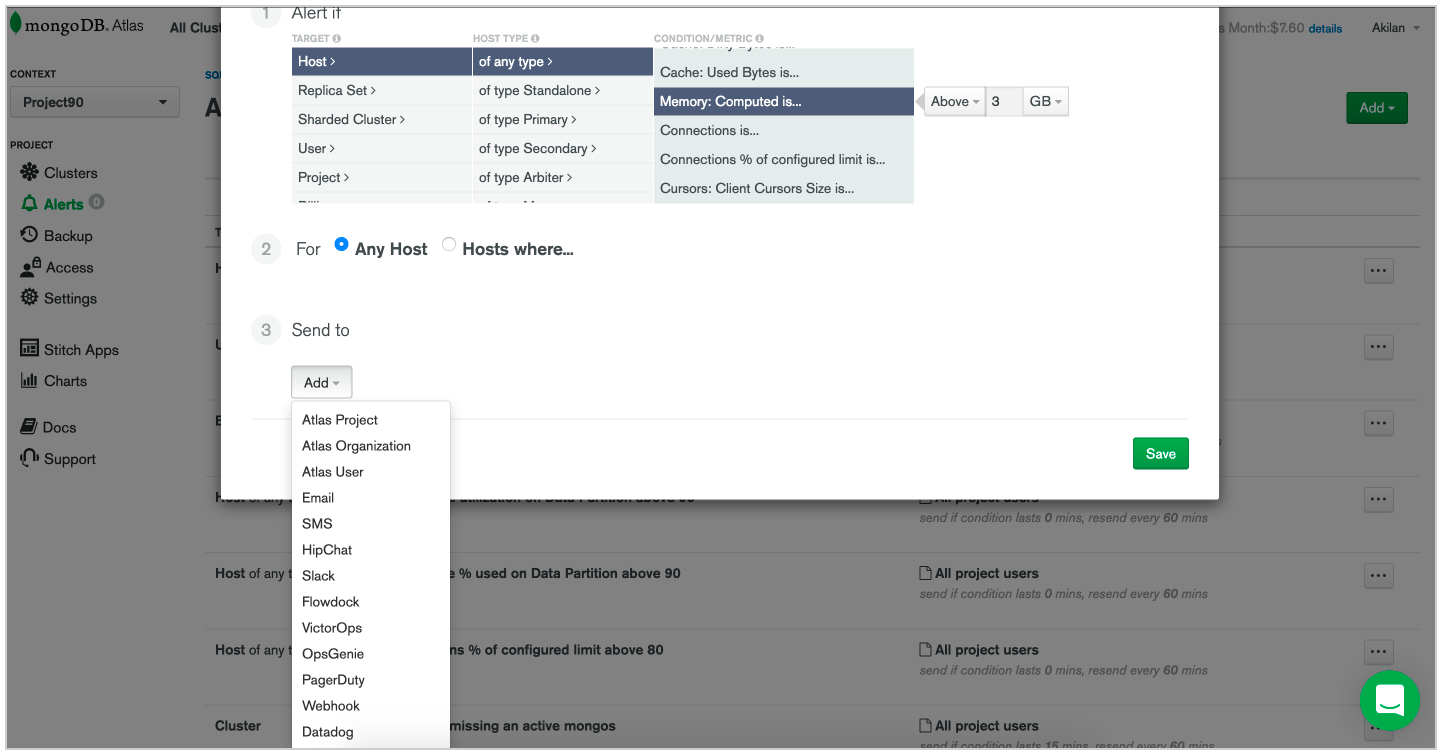 mongoDB. Atlas
All Clus
s Month:$7.60 details
Akilan
CONTEXT
Project90
PROJECT
Clusters
Alerts 0
Backup
Access
Settings
Stitch Apps
Charts
Docs
Support
A
Add
1 Alert if
TARGET
HOST TYPE
CONDITION/METRIC
Host >
of any type >
Replica Set >
of type Standalone >
Cache: Used Bytes is...
Sharded Cluster >
of type Primary >
Memory: Computed is...
Above 3 GB
User >
of type Secondary >
Connections is...
Project >
of type Arbiter >
Connections % of configured limit is...
Cursors: Client Cursors Size is...
2 For Any Host Hosts where...
3 Send to
Add
Atlas Project
Atlas Organization
Atlas User
Email
SMS
HipChat
Slack
Flowdock
VictorOps
OpsGenie
PagerDuty
Webhook
Datadog
Save
Host of any t
utilization on Data Partition above 90
All project users
send if condition lasts 0 mins, resend every 60 mins
Host of any t
e % used on Data Partition above 90
All project users
send if condition lasts 0 mins, resend every 60 mins
Host of any t
ns % of configured limit above 80
All project users
send if condition lasts 0 mins, resend every 60 mins
Cluster
missing an active mongos
All project users
send if condition lasts 15 mins, resend every 60 mins